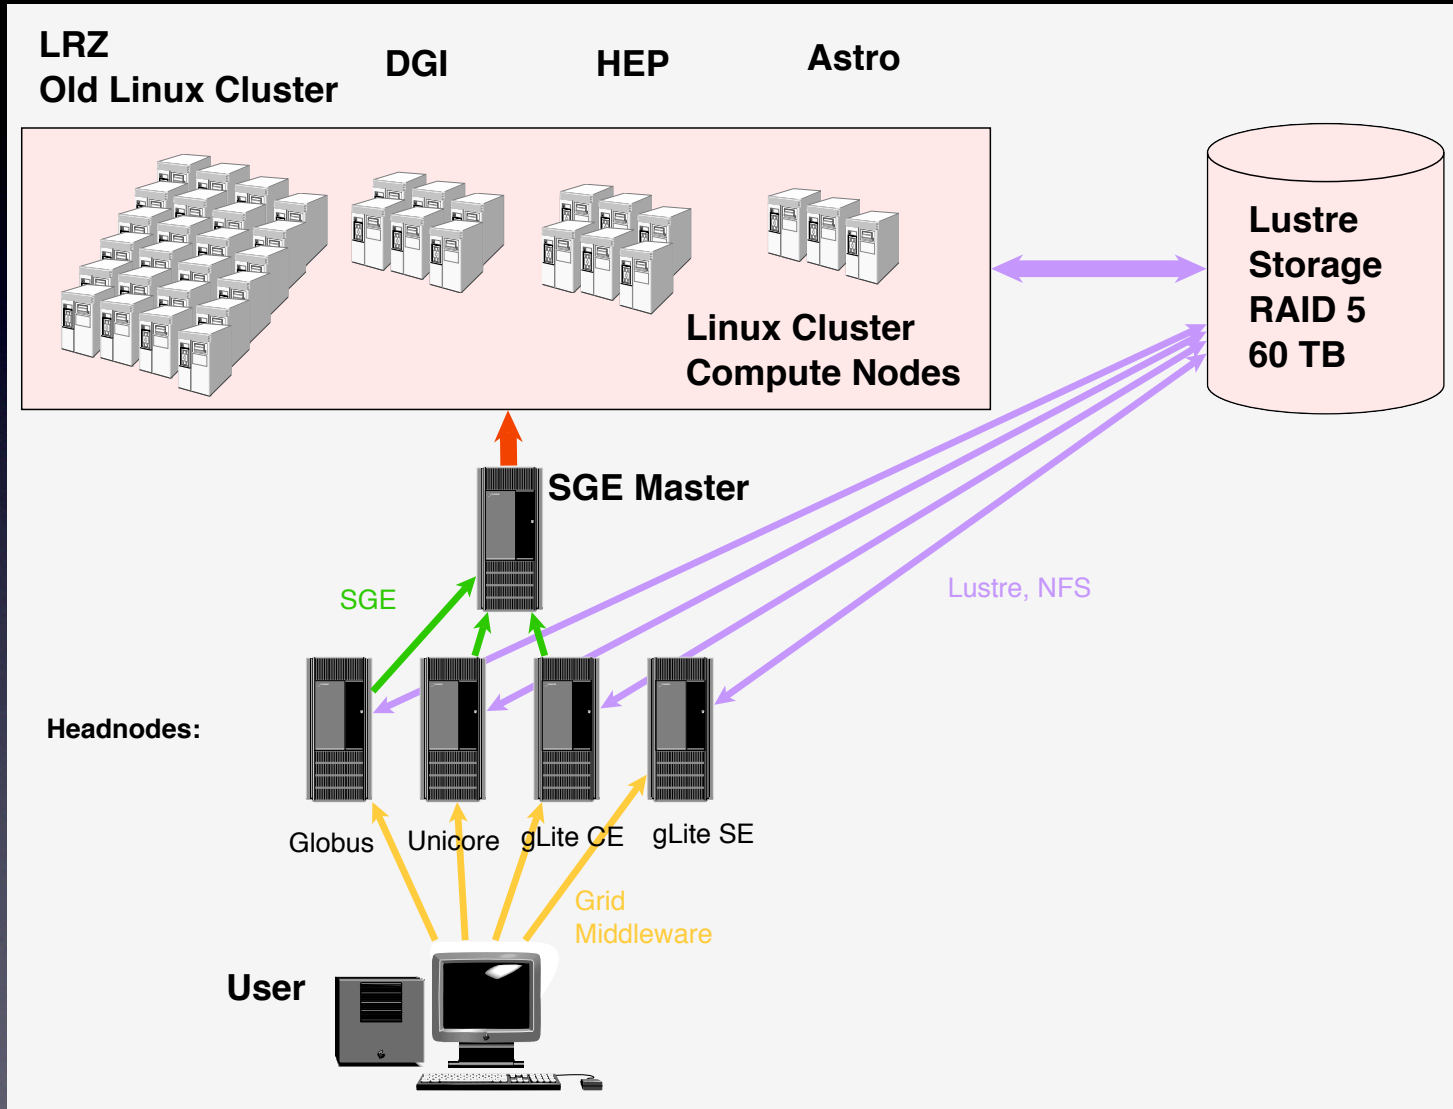 LRZ
Old Linux Cluster
DGI
HEP
Astro
Lustre
Storage
RAID 5
60 TB
Linux Cluster
Compute Nodes
SGE Master
SGE
Lustre, NFS
Headnodes:
Globus
Unicore
gLite CE
gLite SE
Grid
Middleware
User